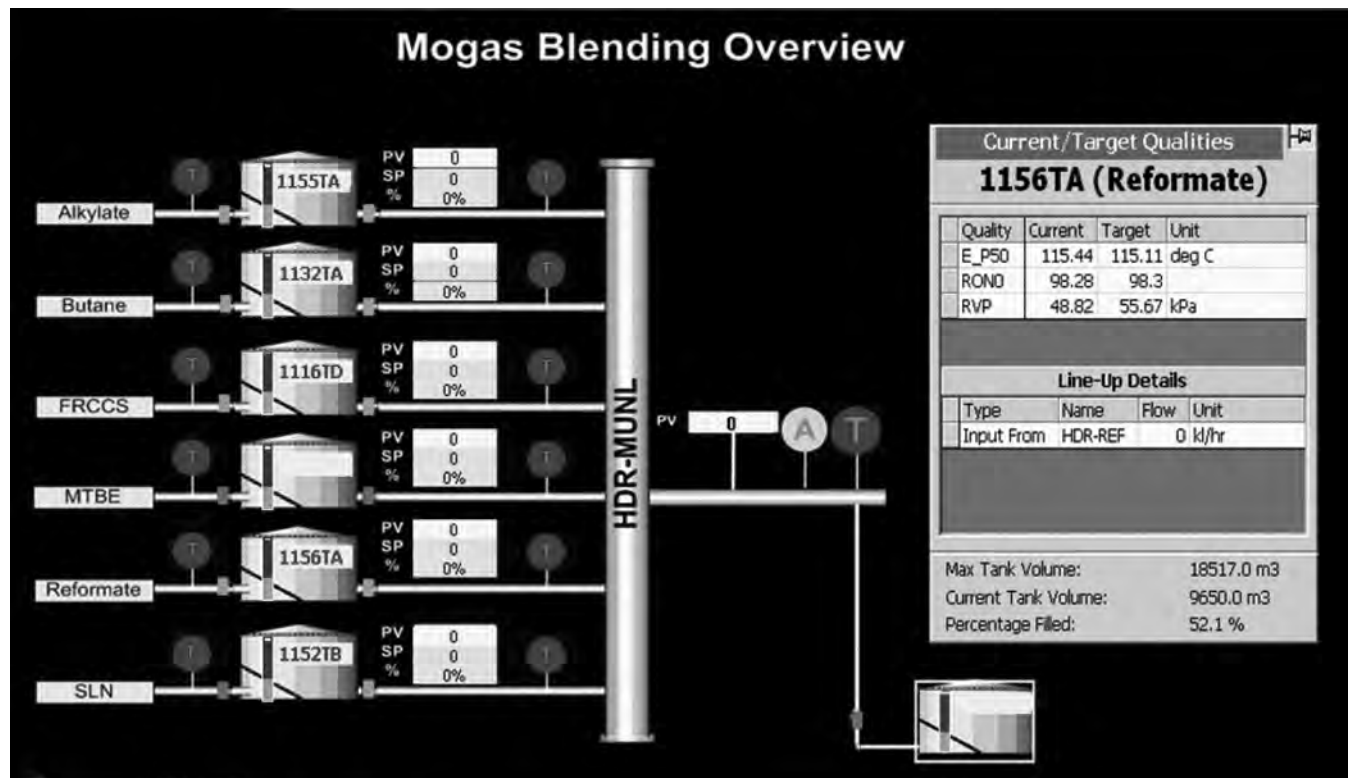 Mogas Blending Overview
Alkylate
T
1155TA
PV 0
SP 0
% 0%
T
Butane
T
1132TA
PV 0
SP 0
% 0%
T
FRCCS
T
1116TD
PV 0
SP 0
% 0%
T
MTBE
T
PV 0
SP 0
% 0%
T
Reformate
T
1156TA
PV 0
SP 0
% 0%
T
SLN
T
1152TB
PV 0
SP 0
% 0%
T
HDR-MUNL
PV 0
A
T
Current/Target Qualities
1156TA (Reformate)
Quality Current Target Unit
E_P50 115.44 115.11 deg C
RON0 98.28 98.3
RVP 48.82 55.67 kPa
Line-Up Details
Type Name Flow Unit
Input From HDR-REF 0 kl/hr
Max Tank Volume: 18517.0 m3
Current Tank Volume: 9650.0 m3
Percentage Filled: 52.1 %